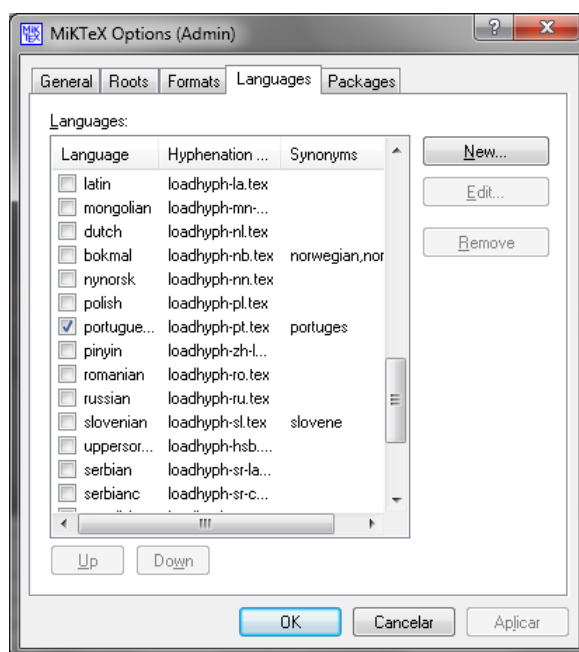 MiKTeX Options (Admin)
General Roots Formats Languages Packages
Languages:
Language Hyphenation ... Synonyms
latin loadhyph-la.tex
mongolian loadhyph-mn-...
dutch loadhyph-nl.tex
bokmal loadhyph-nb.tex norwegian,nor
nynorsk loadhyph-nn.tex
polish loadhyph-pl.tex
portugue... loadhyph-pt.tex portuges
pinyin loadhyph-zh-l...
romanian loadhyph-ro.tex
russian loadhyph-ru.tex
slovenian loadhyph-sl.tex slovene
uppersor... loadhyph-hsb....
serbian loadhyph-sr-la...
serbianc loadhyph-sr-c...
New...
Edit...
Remove
Up Down
OK Cancelar Aplicar